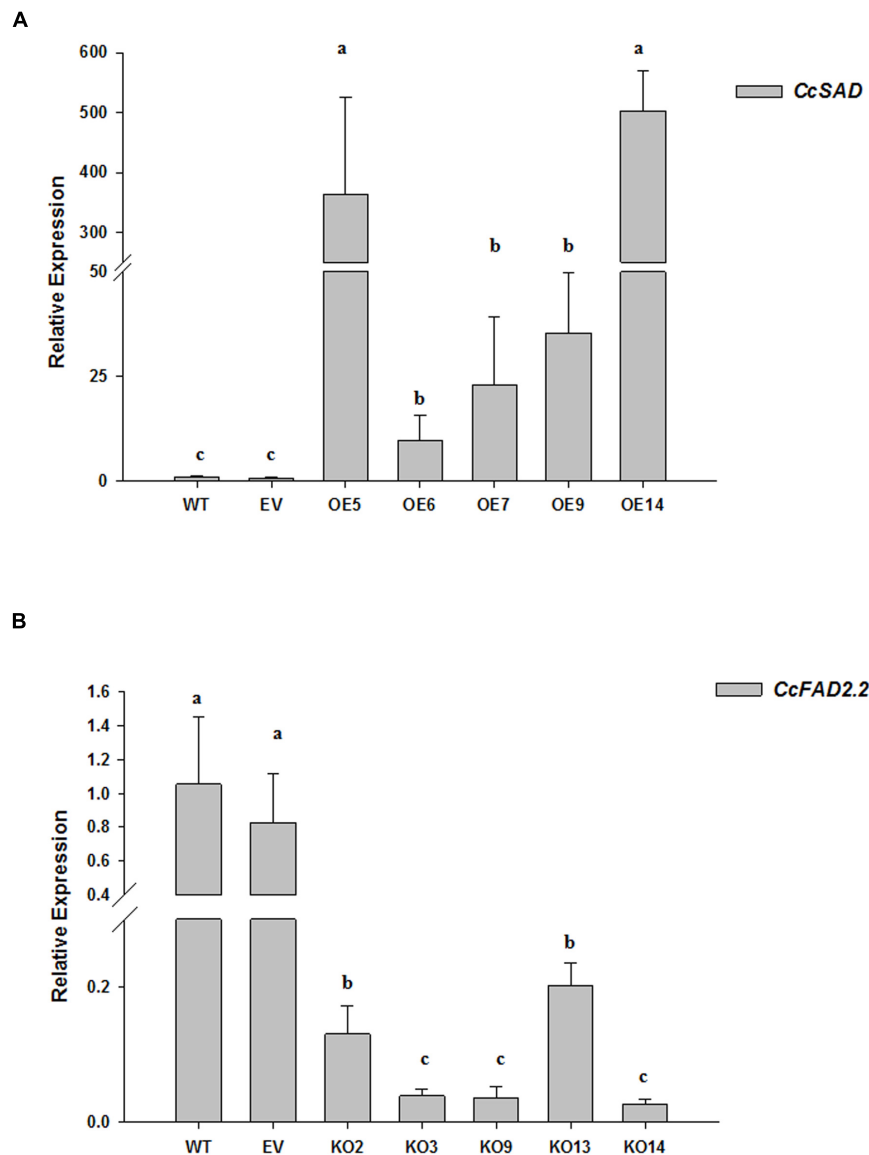 A
a
a
600
CcSAD
500
400
300
b
b
50
Relative Expression
25
b
c
c
0
WT EV OE5 OE6 OE7 OE9 OE14
B
CcFAD2.2
1.6
a
1.4
a
1.2
1.0
0.8
0.6
0.4
Relative Expression
b
b
0.2
c
c
c
0.0
WT EV KO2 KO3 KO9 KO13 KO14